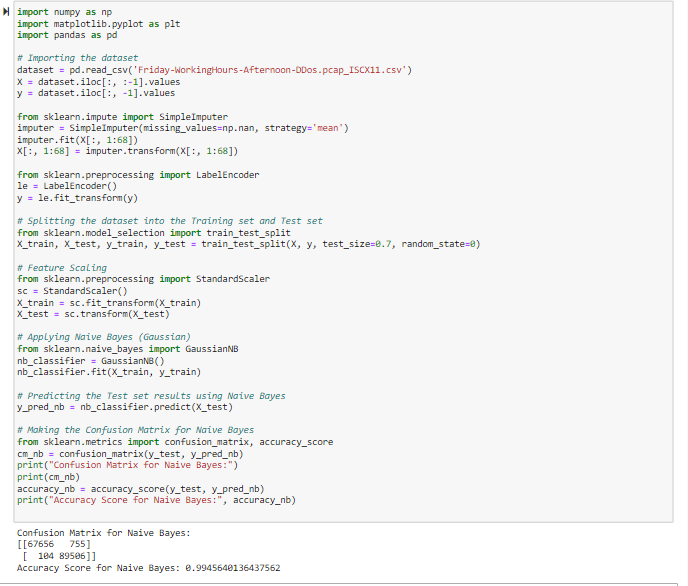 import numpy as np
import matplotlib.pyplot as plt
import pandas as pd
# Importing the dataset
dataset = pd.read_csv('Friday-WorkingHours-Afternoon-DDos.pcap_ISCX11.csv')
X = dataset.iloc[:, :-1].values
y = dataset.iloc[:, -1].values
from sklearn.impute import SimpleImputer
imputer = SimpleImputer(missing_values=np.nan, strategy='mean')
imputer.fit(X[:, 1:68])
X[:, 1:68] = imputer.transform(X[:, 1:68])
from sklearn.preprocessing import LabelEncoder
le = LabelEncoder()
y = le.fit_transform(y)
# Splitting the dataset into the Training set and Test set
from sklearn.model_selection import train_test_split
X_train, X_test, y_train, y_test = train_test_split(X, y, test_size=0.7, random_state=0)
# Feature Scaling
from sklearn.preprocessing import StandardScaler
sc = StandardScaler()
X_train = sc.fit_transform(X_train)
X_test = sc.transform(X_test)
# Applying Naive Bayes (Gaussian)
from sklearn.naive_bayes import GaussianNB
nb_classifier = GaussianNB()
nb_classifier.fit(X_train, y_train)
# Predicting the Test set results using Naive Bayes
y_pred_nb = nb_classifier.predict(X_test)
# Making the Confusion Matrix for Naive Bayes
from sklearn.metrics import confusion_matrix, accuracy_score
cm_nb = confusion_matrix(y_test, y_pred_nb)
print("Confusion Matrix for Naive Bayes:")
print(cm_nb)
accuracy_nb = accuracy_score(y_test, y_pred_nb)
print("Accuracy Score for Naive Bayes:", accuracy_nb)
Confusion Matrix for Naive Bayes:
[[67656   755]
 [  104 89506]]
Accuracy Score for Naive Bayes: 0.9945640136437562